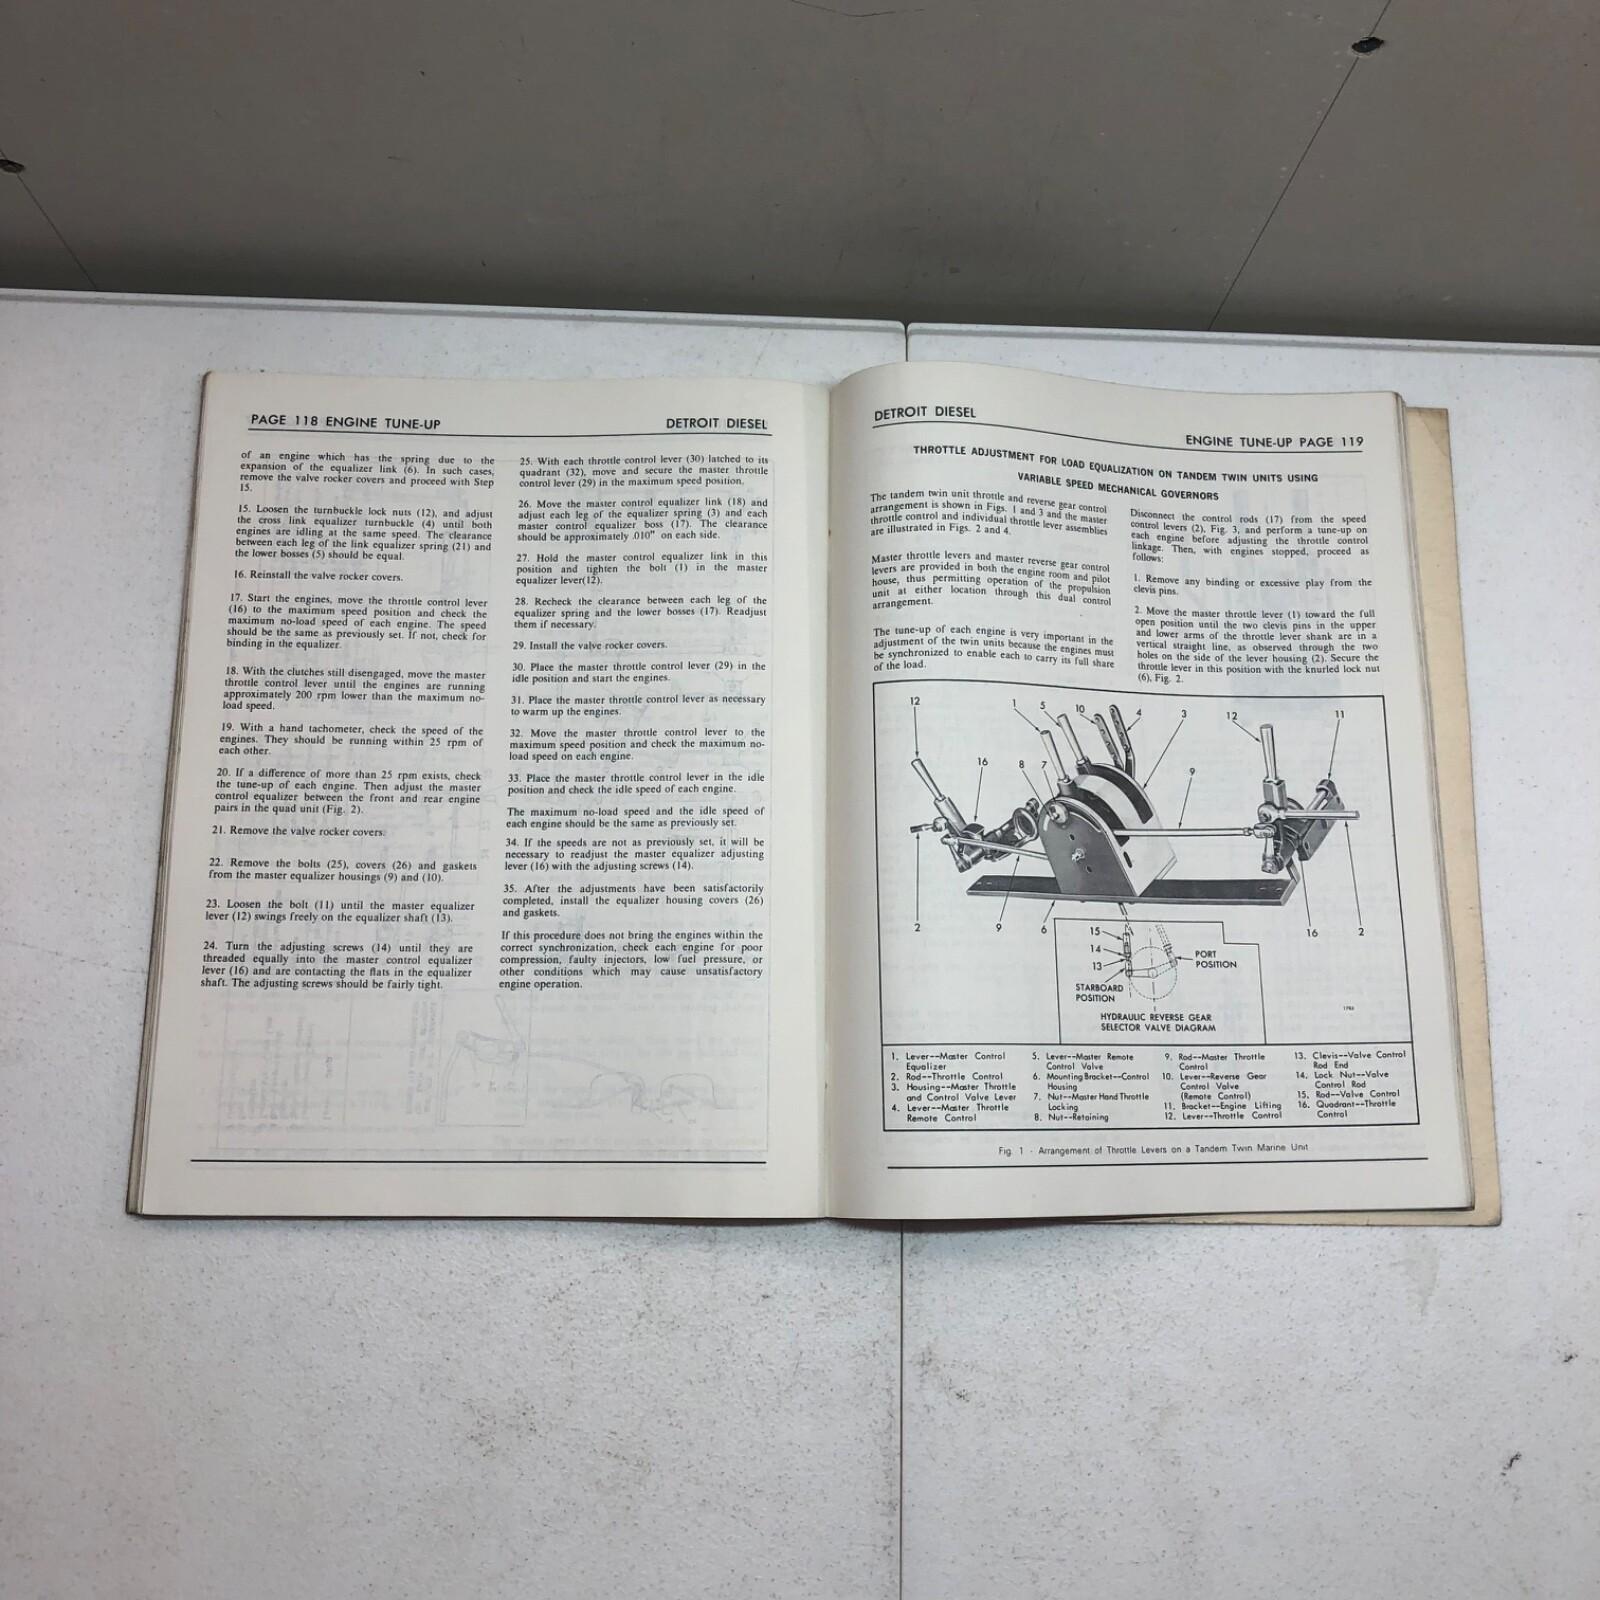 PAGE 118 ENGINE TUNE-UP
DETROIT DIESEL
of an engine which has the spring due to the
expansion of the equalizer link (6). In such cases,
remove the valve rocker covers and proceed with Step
15.
15. Loosen the turnbuckle lock nuts (12), and adjust
the cross link equalizer turnbuckle (4) until both
engines are idling at the same speed. The clearance
between each leg of the link equalizer spring (21) and
the lower bosses (5) should be equal.
16. Reinstall the valve rocker covers.
17. Start the engines, move the throttle control lever
(16) to the maximum speed position and check the
maximum no-load speed of each engine. The speed
should be the same as previously set. If not, check for
binding in the equalizer.
18. With the clutches still disengaged, move the master
throttle control lever until the engines are running
approximately 200 rpm lower than the maximum no-
load speed.
19. With a hand tachometer, check the speed of the
engines. They should be running within 25 rpm of
each other.
20. If a difference of more than 25 rpm exists, check
the tune-up of each engine. Then adjust the master
control equalizer between the front and rear engine
pairs in the quad unit (Fig. 2).
21. Remove the valve rocker covers.
22. Remove the bolts (25), covers (26) and gaskets
from the master equalizer housings (9) and (10).
23. Loosen the bolt (11) until the master equalizer
lever (12) swings freely on the equalizer shaft (13).
24. Turn the adjusting screws (14) until they are
threaded equally into the master control equalizer
lever (16) and are contacting the flats in the equalizer
shaft. The adjusting screws should be fairly tight.
25. With each throttle control lever (30) latched to its
quadrant (32), move and secure the master throttle
control lever (29) in the maximum speed position.
26. Move the master control equalizer link (18) and
adjust each leg of the equalizer spring (3) and each
master control equalizer boss (17). The clearance
should be approximately .010" on each side.
27. Hold the master control equalizer link in this
position and tighten the bolt (1) in the master
equalizer lever(12).
28. Recheck the clearance between each leg of the
equalizer spring and the lower bosses (17). Readjust
them if necessary.
29. Install the valve rocker covers.
30. Place the master throttle control lever (29) in the
idle position and start the engines.
31. Place the master throttle control lever as necessary
to warm up the engines.
32. Move the master throttle control lever to the
maximum speed position and check the maximum no-
load speed on each engine.
33. Place the master throttle control lever in the idle
position and check the idle speed of each engine.
The maximum no-load speed and the idle speed of
each engine should be the same as previously set.
34. If the speeds are not as previously set, it will be
necessary to readjust the master equalizer adjusting
lever (16) with the adjusting screws (14).
35. After the adjustments have been satisfactorily
completed, install the equalizer housing covers (26)
and gaskets.
If this procedure does not bring the engines within the
correct synchronization, check each engine for poor
compression, faulty injectors, low fuel pressure, or
other conditions which may cause unsatisfactory
engine operation.
DETROIT DIESEL
ENGINE TUNE-UP PAGE 119
THROTTLE ADJUSTMENT FOR LOAD EQUALIZATION ON TANDEM TWIN UNITS USING
VARIABLE SPEED MECHANICAL GOVERNORS
The tandem twin unit throttle and reverse gear control
arrangement is shown in Figs. 1 and 3 and the master
throttle control and individual throttle lever assemblies
are illustrated in Figs. 2 and 4.
Master throttle levers and master reverse gear control
levers are provided in both the engine room and pilot
house, thus permitting operation of the propulsion
unit at either location through this dual control
arrangement.
The tune-up of each engine is very important in the
adjustment of the twin units because the engines must
be synchronized to enable each to carry its full share
of the load.
Disconnect the control rods (17) from the speed
control levers (2), Fig. 3, and perform a tune-up on
each engine before adjusting the throttle control
linkage. Then, with engines stopped, proceed as
follows:
1. Remove any binding or excessive play from the
clevis pins.
2. Move the master throttle lever (1) toward the full
open position until the two clevis pins in the upper
and lower arms of the throttle lever shank are in a
vertical straight line, as observed through the two
holes on the side of the lever housing (2). Secure the
throttle lever in this position with the knurled lock nut
(6), Fig. 2.
12 1 5 10 4 3 12 11
16 8 7 9
2 9 6 16 2
15
14
13
PORT
POSITION
STARBOARD
POSITION
HYDRAULIC REVERSE GEAR
SELECTOR VALVE DIAGRAM
1. Lever--Master Control
Equalizer
2. Rod--Throttle Control
3. Housing--Master Throttle
and Control Valve Lever
4. Lever--Master Throttle
Remote Control
5. Lever--Master Remote
Control Valve
6. Mounting Bracket--Control
Housing
7. Nut--Master Hand Throttle
Locking
8. Nut--Retaining
9. Rod--Master Throttle
Control
10. Lever--Reverse Gear
Control Valve
(Remote Control)
11. Bracket--Engine Lifting
12. Lever--Throttle Control
13. Clevis--Valve Control
Rod End
14. Lock Nut--Valve
Control Rod
15. Rod--Valve Control
16. Quadrant--Throttle
Control
Fig. 1 - Arrangement of Throttle Levers on a Tandem Twin Marine Unit